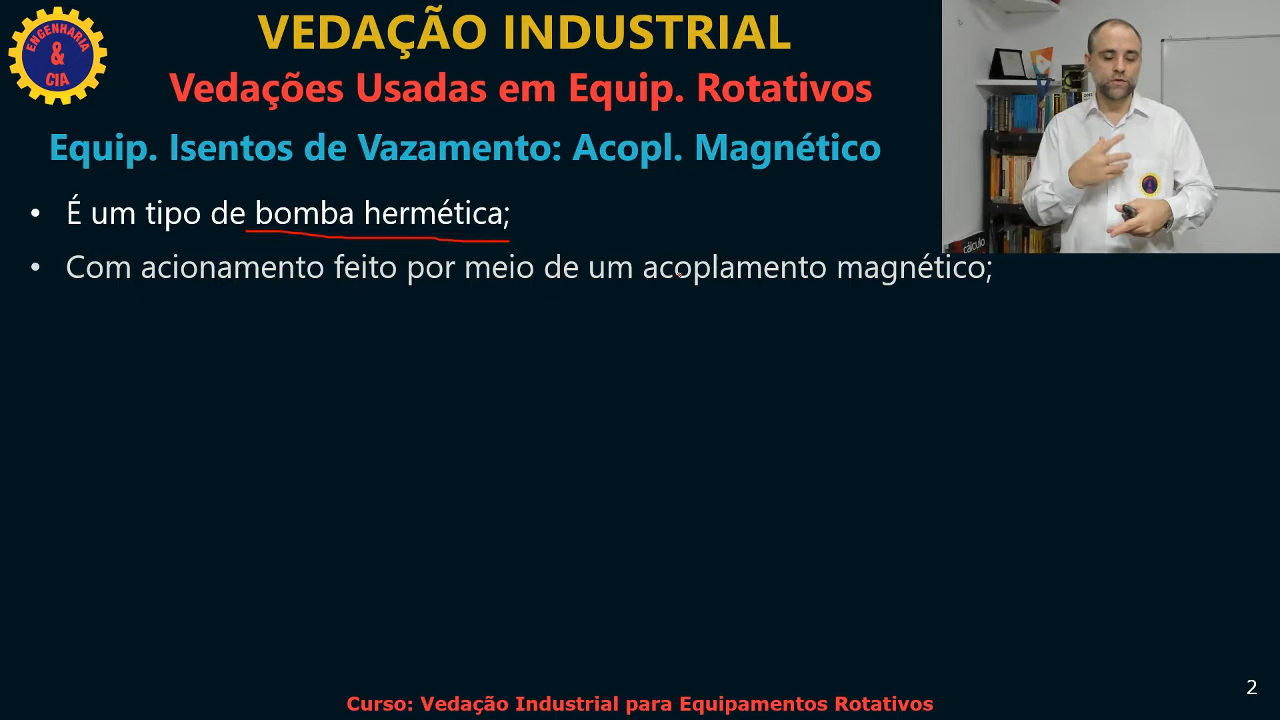 ENGENHARIA
&
CIA
VEDAÇÃO INDUSTRIAL
Vedações Usadas em Equip. Rotativos
Equip. Isentos de Vazamento: Acopl. Magnético
• É um tipo de bomba hermética;
• Com acionamento feito por meio de um acoplamento magnético;
cálculo
2
Curso: Vedação Industrial para Equipamentos Rotativos